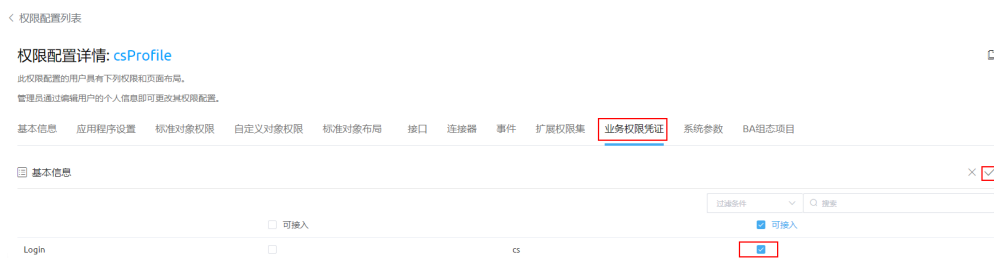 权限配置列表
权限配置详情: csProfile
此权限配置的用户具有下列权限和页面布局。
管理员通过编辑用户的个人信息即可更改其权限配置。
基本信息 应用程序设置 标准对象权限 自定义对象权限 标准对象布局 接口 连接器 事件 扩展权限集 业务权限凭证 系统参数 BA组态项目
基本信息
过滤条件 搜索
可接入 可接入
Login cs